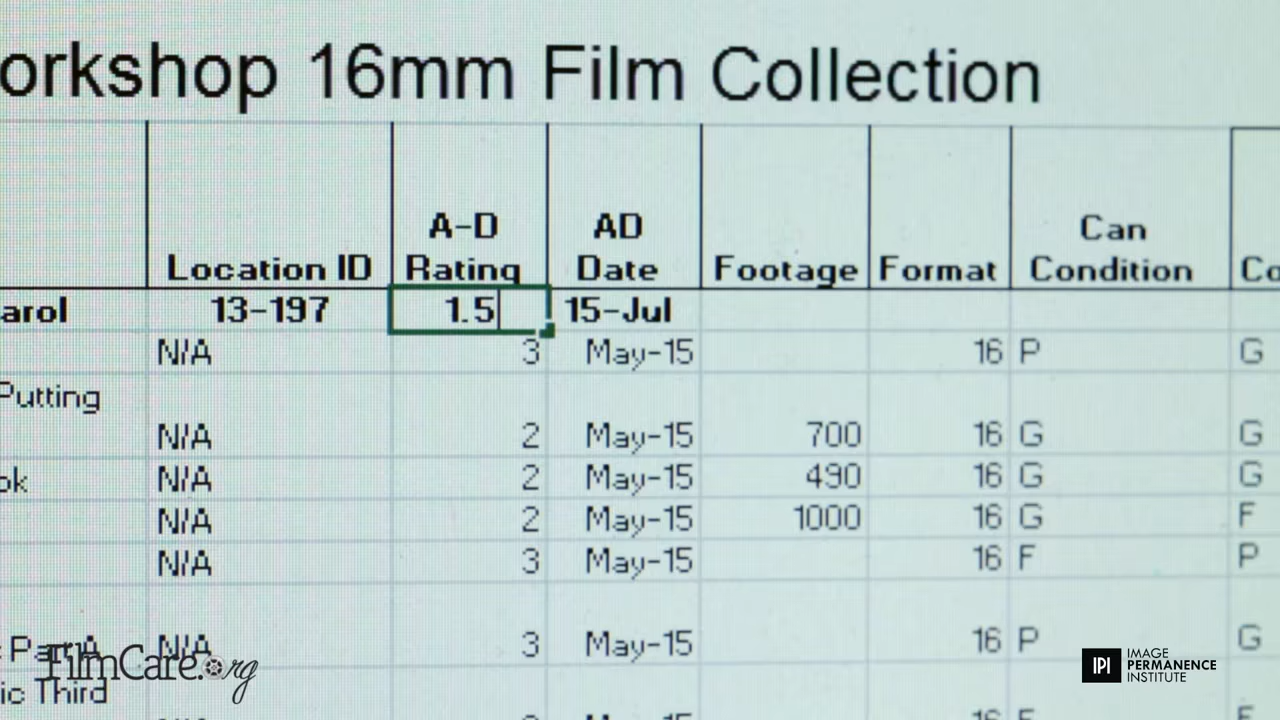 orkshop 16mm Film Collection
A-D AD Can
Location ID Rating Date Footage Format Condition Co
arol 13-197 1.5 15-Jul
N/A 3 May-15 16 P G
Putting
N/A 2 May-15 700 16 G G
ok N/A 2 May-15 490 16 G G
N/A 2 May-15 1000 16 G F
N/A 3 May-15 16 F P
Part A N/A 3 May-15 16 P G
ic Third
FilmCare.org
IPI IMAGE
PERMANENCE
INSTITUTE